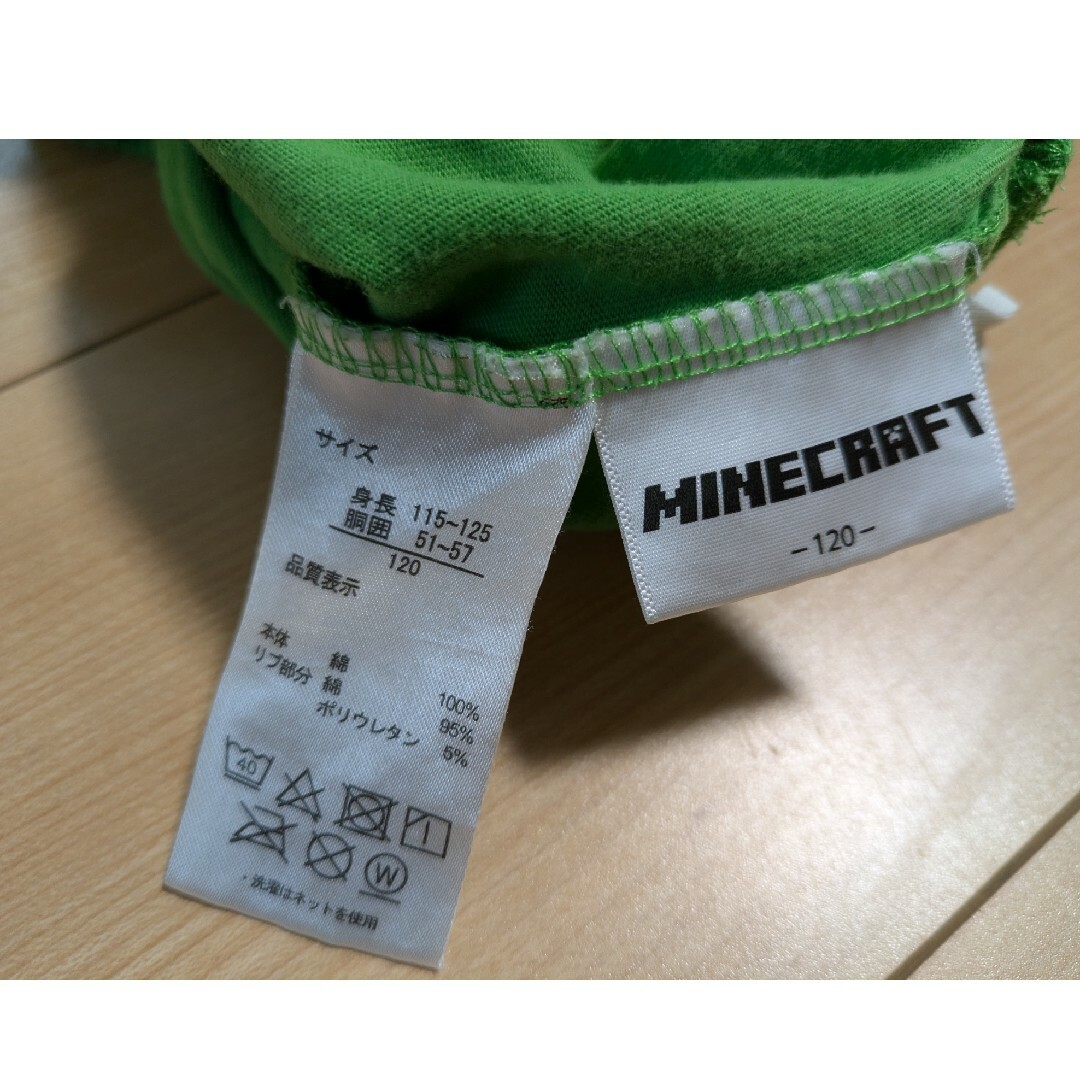 サイズ
身長 115~125
胴囲 51~57
120
品質表示
本体 綿 100%
リブ部分 綿 95%
ポリウレタン 5%
40
W
・洗濯はネットを使用
MINECRAFT
-120-